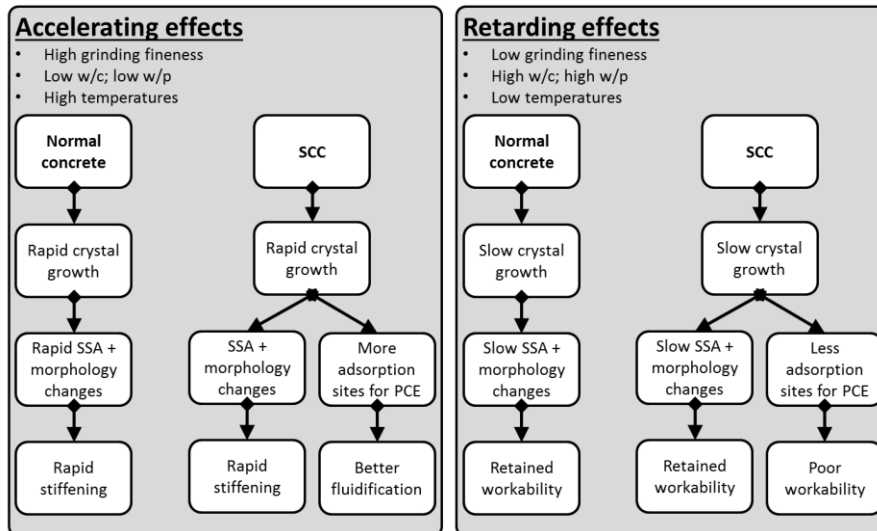 Accelerating effects
• High grinding fineness
• Low w/c; low w/p
• High temperatures
Normal
concrete
SCC
Rapid crystal
growth
Rapid crystal
growth
Rapid SSA +
morphology
changes
SSA +
morphology
changes
More
adsorption
sites for PCE
Rapid
stiffening
Rapid
stiffening
Better
fluidification
Retarding effects
• Low grinding fineness
• High w/c; high w/p
• Low temperatures
Normal
concrete
SCC
Slow crystal
growth
Slow crystal
growth
Slow SSA +
morphology
changes
Slow SSA +
morphology
changes
Less
adsorption
sites for PCE
Retained
workability
Retained
workability
Poor
workability